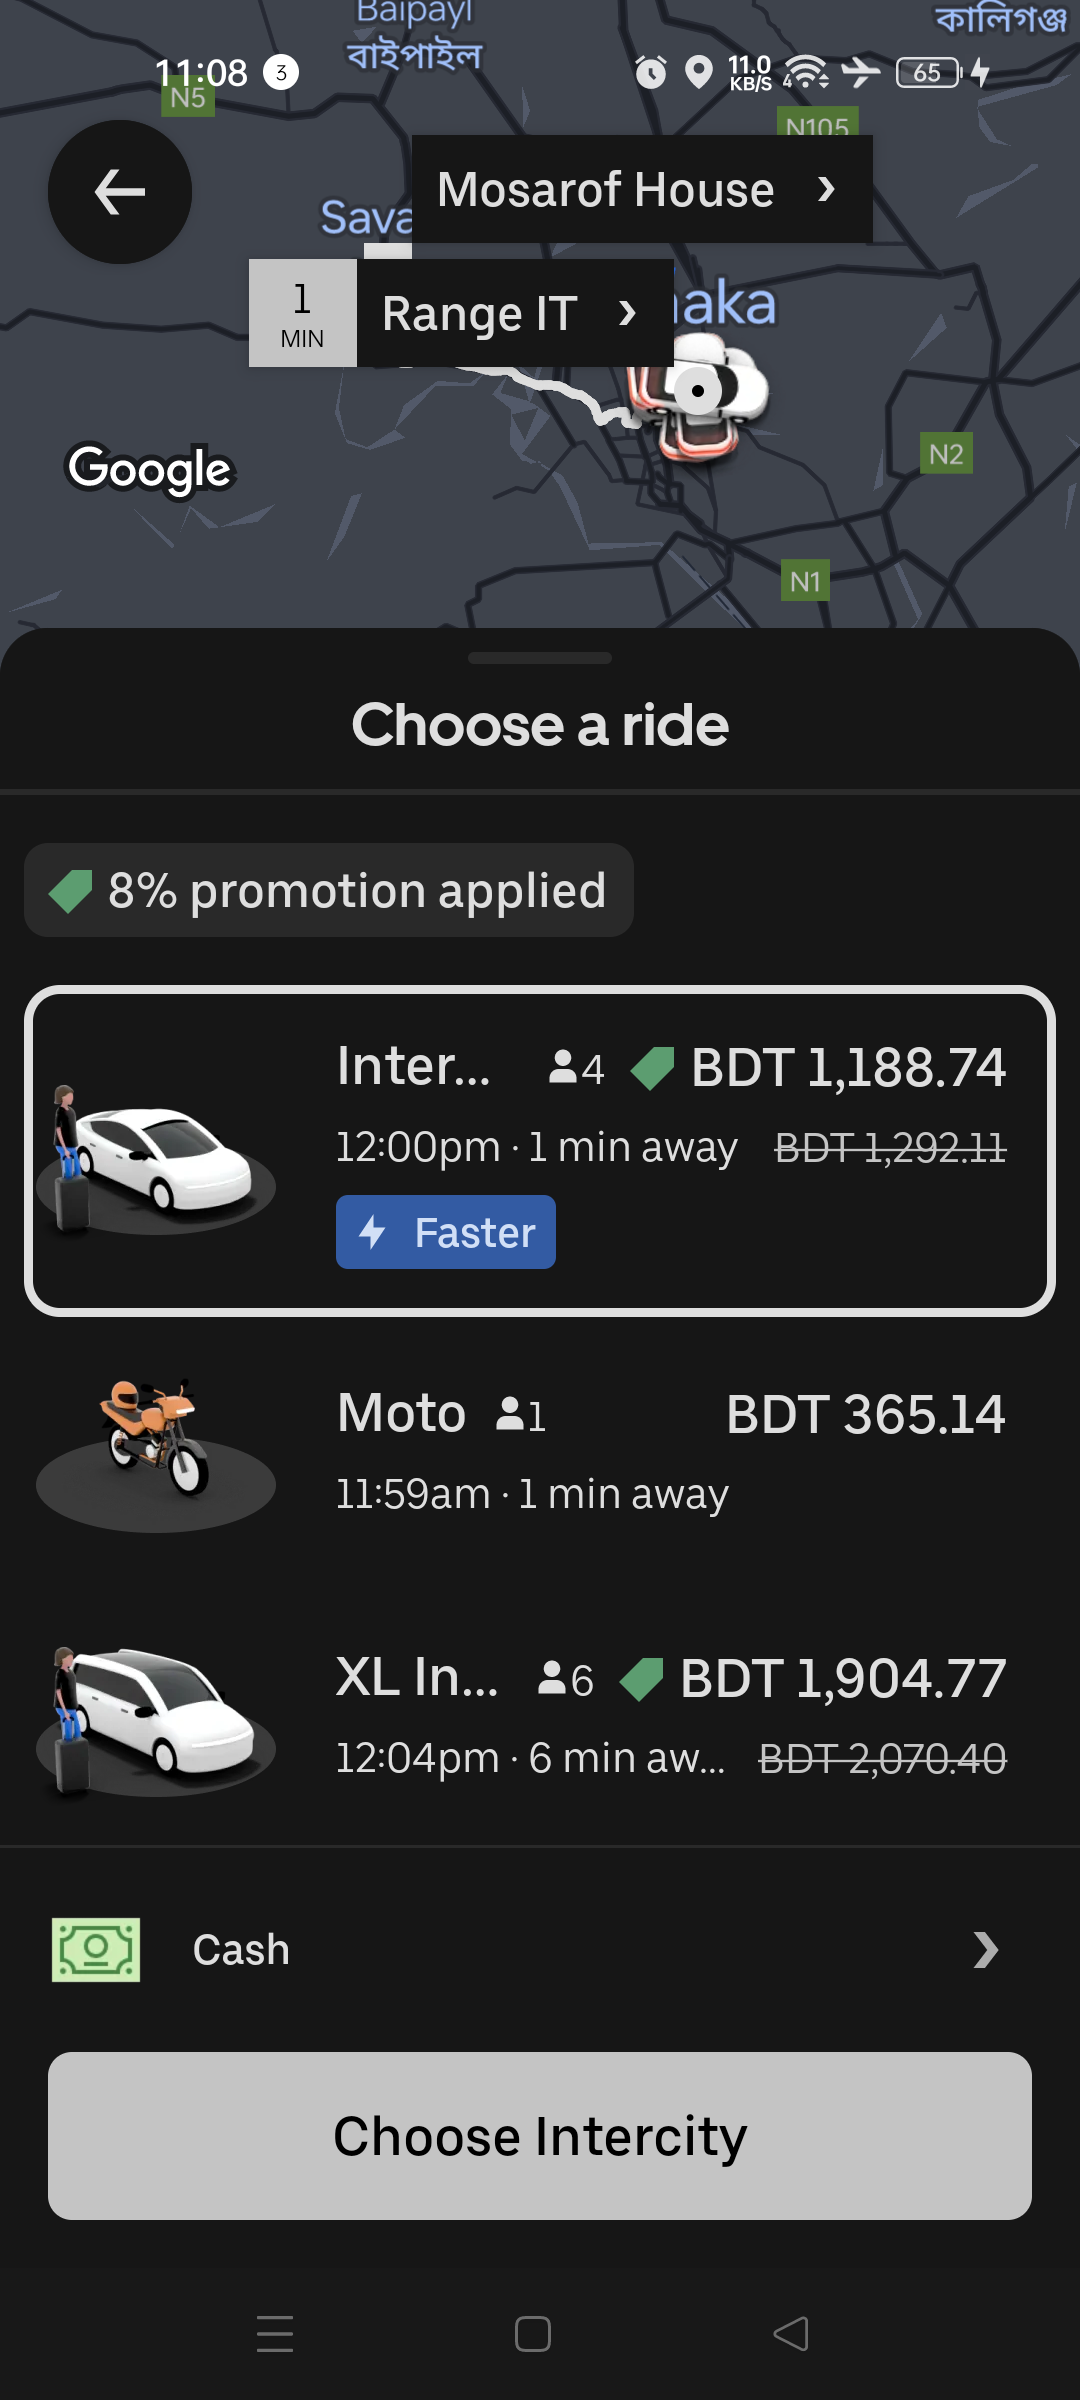 Baipayl
বাইপাইল
কালিগঞ্জ
11:08 3
11.0 KB/S 4 65
N5
N105
Mosarof House
Sava
1 MIN Range IT
haka
Google
N2
N1
Choose a ride
8% promotion applied
Inter... 4 BDT 1,188.74
12:00pm · 1 min away BDT 1,292.11
Faster
Moto 1 BDT 365.14
11:59am · 1 min away
XL In... 6 BDT 1,904.77
12:04pm · 6 min aw... BDT 2,070.40
Cash
Choose Intercity